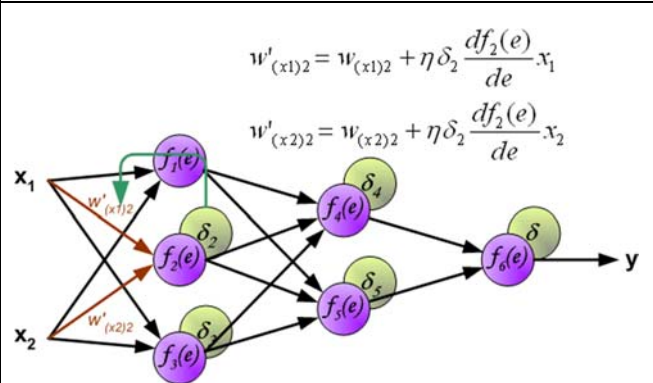 w'(x1)2 = w(x1)2 + ηδ2 df2(e)/de x1
w'(x2)2 = w(x2)2 + ηδ2 df2(e)/de x2
x1
f1(e)
w'(x1)2
δ2
f2(e)
δ4
f4(e)
δ
f6(e)
y
w'(x2)2
δ5
f5(e)
x2
f3(e)